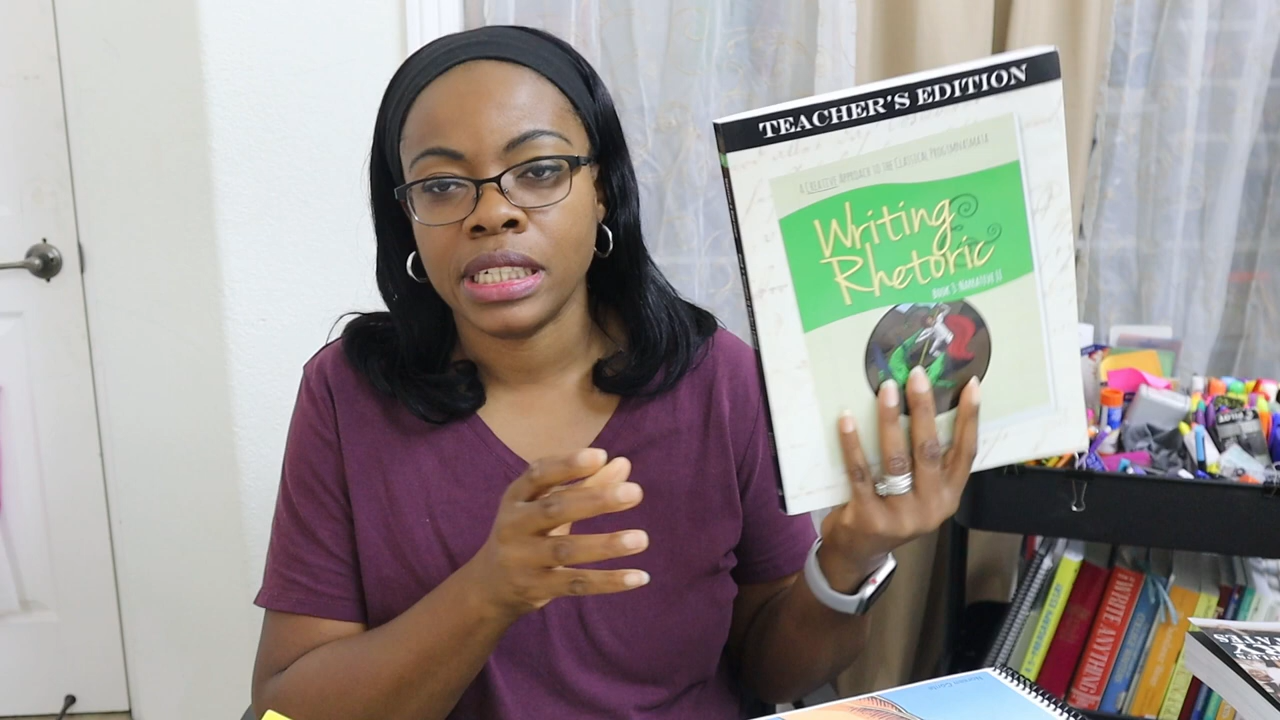 TEACHER'S EDITION
A CREATIVE APPROACH TO THE CLASSICAL PROGYMNASMATA
Writing
&
Rhetoric
BOOK 3: NARRATIVE II
WRITE ANYTHING